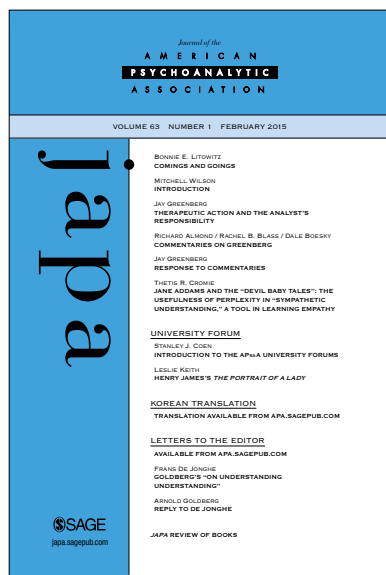 Journal of the
AMERICAN
PSYCHOANALYTIC
ASSOCIATION
VOLUME 63 NUMBER 1 FEBRUARY 2015
japa
BONNIE E. LITOWITZ
COMINGS AND GOINGS
MITCHELL WILSON
INTRODUCTION
JAY GREENBERG
THERAPEUTIC ACTION AND THE ANALYST'S
RESPONSIBILITY
RICHARD ALMOND / RACHEL B. BLASS / DALE BOESKY
COMMENTARIES ON GREENBERG
JAY GREENBERG
RESPONSE TO COMMENTARIES
THETIS R. CROMIE
JANE ADDAMS AND THE "DEVIL BABY TALES": THE
USEFULNESS OF PERPLEXITY IN "SYMPATHETIC
UNDERSTANDING," A TOOL IN LEARNING EMPATHY
UNIVERSITY FORUM
STANLEY J. COEN
INTRODUCTION TO THE APsaA UNIVERSITY FORUMS
LESLIE KEITH
HENRY JAMES'S THE PORTRAIT OF A LADY
KOREAN TRANSLATION
TRANSLATION AVAILABLE FROM APA.SAGEPUB.COM
LETTERS TO THE EDITOR
AVAILABLE FROM APA.SAGEPUB.COM
FRANS DE JONGHE
GOLDBERG'S "ON UNDERSTANDING
UNDERSTANDING"
ARNOLD GOLDBERG
REPLY TO DE JONGHE
JAPA REVIEW OF BOOKS
SAGE
japa.sagepub.com